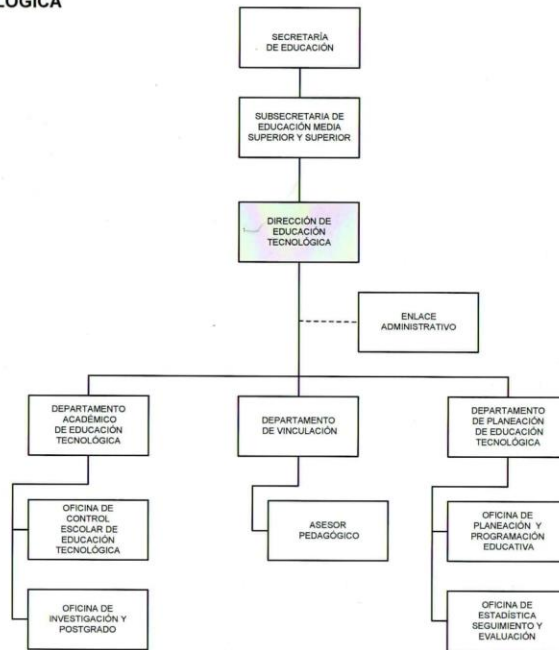 SECRETARÍA
DE EDUCACIÓN
SUBSECRETARIA DE
EDUCACIÓN MEDIA
SUPERIOR Y SUPERIOR
DIRECCIÓN DE
EDUCACIÓN
TECNOLÓGICA
ENLACE
ADMINISTRATIVO
DEPARTAMENTO
ACADÉMICO
DE EDUCACIÓN
TECNOLÓGICA
DEPARTAMENTO
DE VINCULACIÓN
DEPARTAMENTO
DE PLANEACIÓN
DE EDUCACIÓN
TECNOLÓGICA
OFICINA DE
CONTROL
ESCOLAR DE
EDUCACIÓN
TECNOLÓGICA
ASESOR
PEDAGÓGICO
OFICINA DE
PLANEACIÓN Y
PROGRAMACIÓN
EDUCATIVA
OFICINA DE
INVESTIGACIÓN Y
POSTGRADO
OFICINA DE
ESTADÍSTICA
SEGUIMIENTO Y
EVALUACIÓN